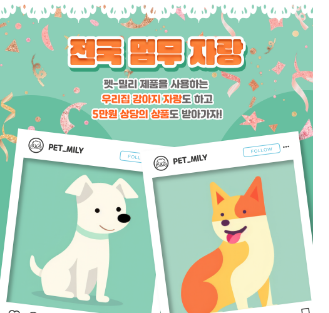 전국 멈무 자랑
펫-밀리 제품을 사용하는
우리집 강아지 자랑도 하고
5만원 상당의 상품도 받아가자!
PET_MILY
FOLLOW
PET_MILY
FOLLOW